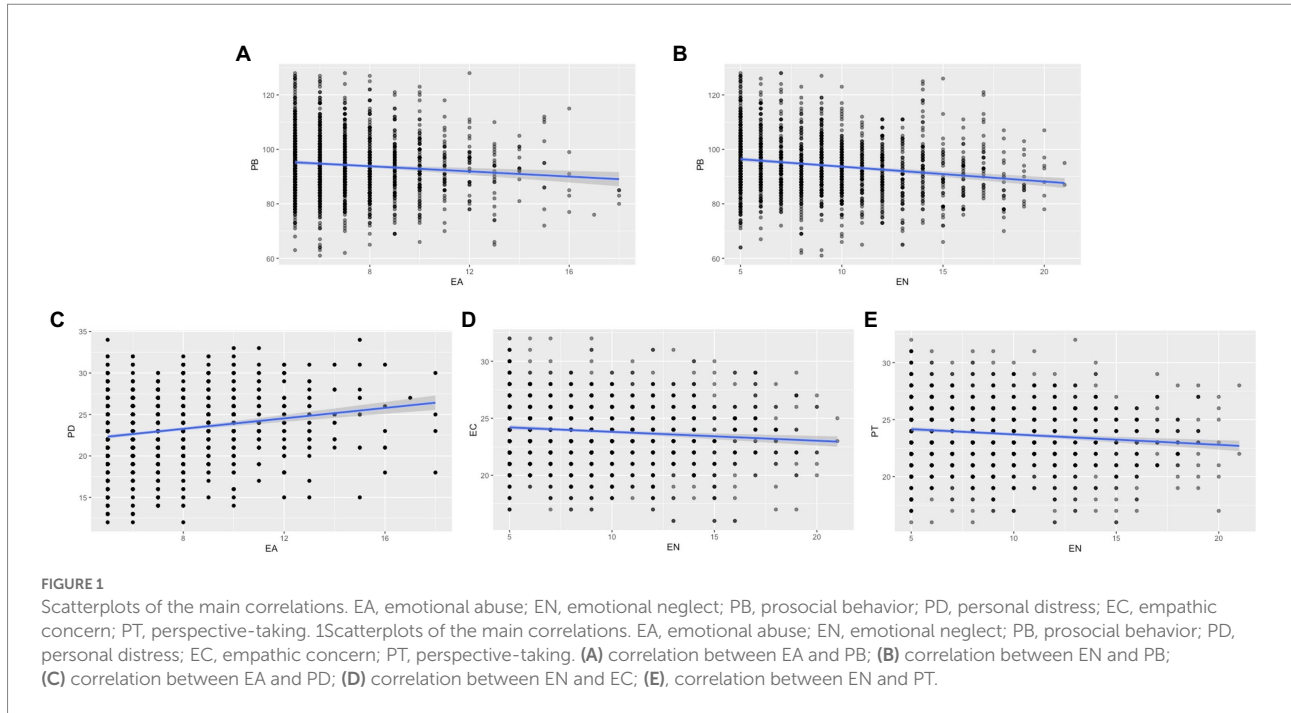 A
B
120
100
80
60
PB
8
12
16
EA
120
100
80
60
PB
5
10
15
20
EN
C
D
E
35
30
25
20
15
PD
8
12
16
EA
30
25
20
EC
5
10
15
20
EN
30
25
20
PT
5
10
15
20
EN
FIGURE 1
Scatterplots of the main correlations. EA, emotional abuse; EN, emotional neglect; PB, prosocial behavior; PD, personal distress; EC, empathic
concern; PT, perspective-taking. 1Scatterplots of the main correlations. EA, emotional abuse; EN, emotional neglect; PB, prosocial behavior; PD,
personal distress; EC, empathic concern; PT, perspective-taking. (A) correlation between EA and PB; (B) correlation between EN and PB;
(C) correlation between EA and PD; (D) correlation between EN and EC; (E), correlation between EN and PT.